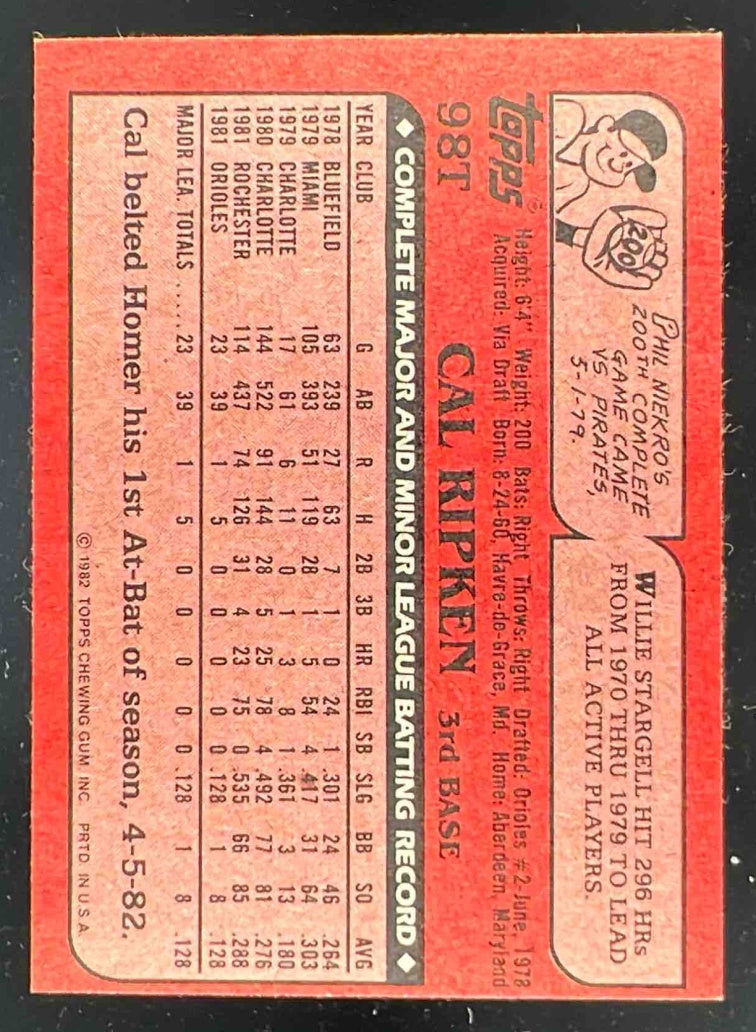 200
PHIL NIEKRO'S
200TH COMPLETE
GAME CAME
VS PIRATES,
5-1-79.
WILLIE STARGELL HIT 296 HRs
FROM 1970 THRU 1979 TO LEAD
ALL ACTIVE PLAYERS.
topps® Height: 6'4" Weight: 200 Bats: Right Throws: Right Drafted: Orioles #2-June, 1978
Acquired: Via Draft Born: 8-24-60, Havre-de-Grace, Md. Home: Aberdeen, Maryland
98T CAL RIPKEN 3rd BASE
◆ COMPLETE MAJOR AND MINOR LEAGUE BATTING RECORD ◆
YEAR CLUB G AB R H 2B 3B HR RBI SB SLG BB SO AVG
1978 BLUEFIELD 63 239 27 63 7 1 0 24 1 .301 24 46 .264
1979 MIAMI 105 393 51 119 28 1 5 54 4 .417 31 64 .303
1979 CHARLOTTE 17 61 6 11 0 1 3 8 1 .361 3 13 .180
1980 CHARLOTTE 144 522 91 144 28 5 25 78 4 .492 77 81 .276
1981 ROCHESTER 114 437 74 126 31 4 23 75 0 .535 66 85 .288
1981 ORIOLES 23 39 1 5 0 0 0 0 0 .128 1 8 .128
MAJOR LEA. TOTALS ..... 23 39 1 5 0 0 0 0 0 .128 1 8 .128
Cal belted Homer his 1st At-Bat of season, 4-5-82.
© 1982 TOPPS CHEWING GUM, INC. PRTD. IN U.S.A.